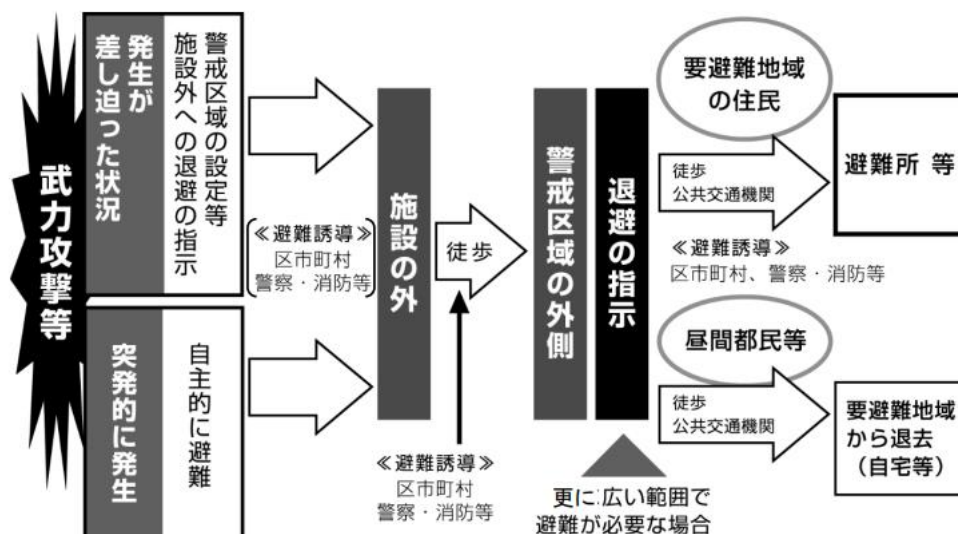 武力攻撃等
発生が
差し迫った状況
警戒区域の設定等
施設外への退避の指示
≪避難誘導≫
区市町村
警察・消防等
突発的に発生
自主的に避難
施設の外
徒歩
≪避難誘導≫
区市町村
警察・消防等
警戒区域の外側
退避の指示
更に広い範囲で
避難が必要な場合
要避難地域
の住民
徒歩
公共交通機関
≪避難誘導≫
区市町村、警察・消防等
避難所 等
昼間都民等
徒歩
公共交通機関
要避難地域
から退去
（自宅等）